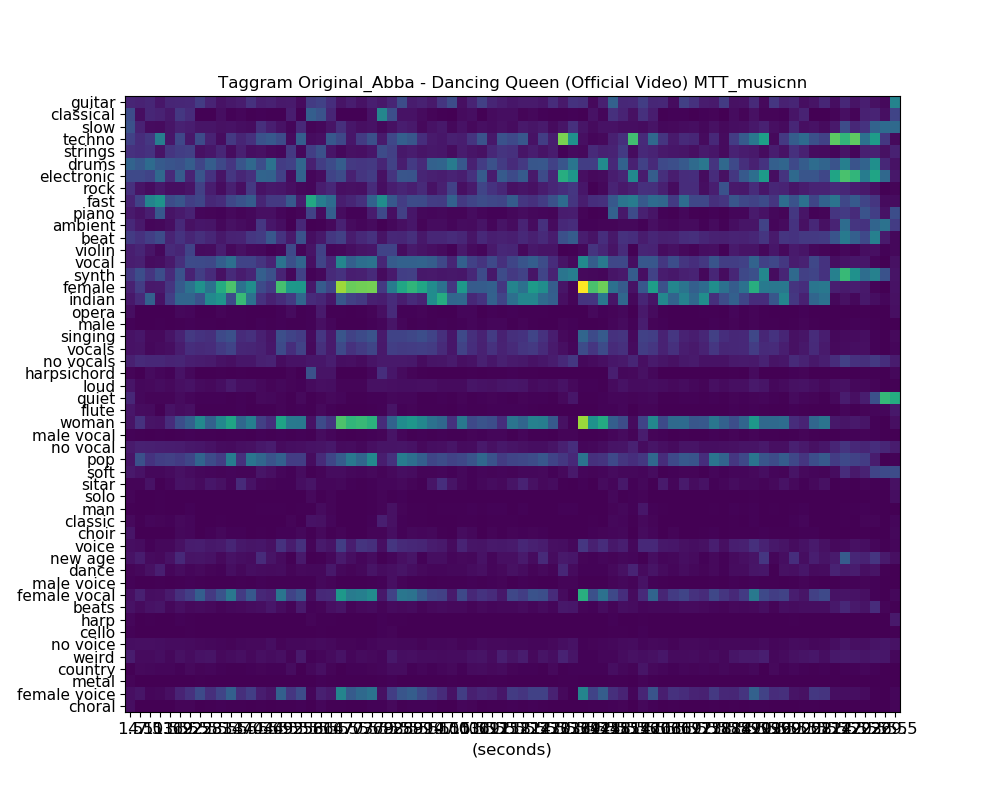 Taggram Original_Abba - Dancing Queen (Official Video) MTT_musicnn
guitar
classical
slow
techno
strings
drums
electronic
rock
fast
piano
ambient
beat
violin
vocal
synth
female
indian
opera
male
singing
vocals
no vocals
harpsichord
loud
quiet
flute
woman
male vocal
no vocal
pop
soft
sitar
solo
man
classic
choir
voice
new age
dance
male voice
female vocal
beats
harp
cello
no voice
weird
country
metal
female voice
choral
(seconds)